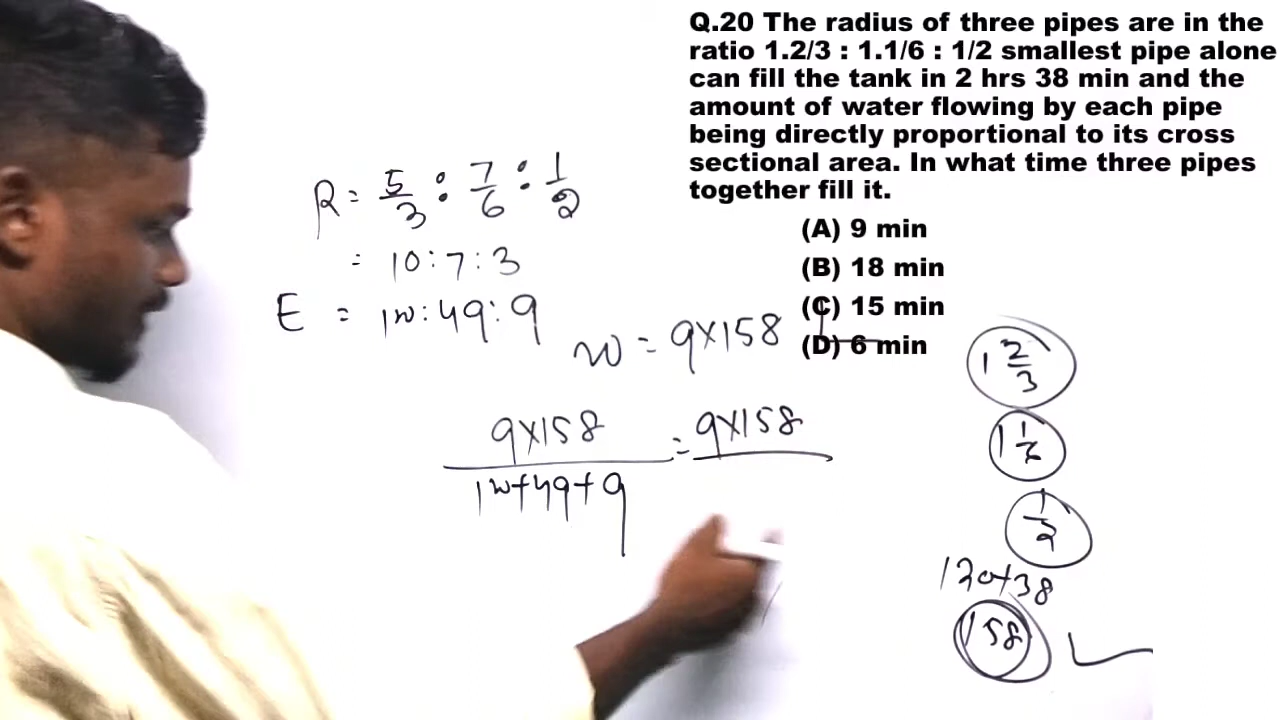 Q.20 The radius of three pipes are in the
ratio 1.2/3 : 1.1/6 : 1/2 smallest pipe alone
can fill the tank in 2 hrs 38 min and the
amount of water flowing by each pipe
being directly proportional to its cross
sectional area. In what time three pipes
together fill it.
(A) 9 min
(B) 18 min
(C) 15 min
(D) 6 min
R = 5/3 : 7/6 : 1/2
= 10 : 7 : 3
E = 100 : 49 : 9
w = 9×158
9×158 / 100+49+9 = 9×158
1 2/3
1/2
120+38
158